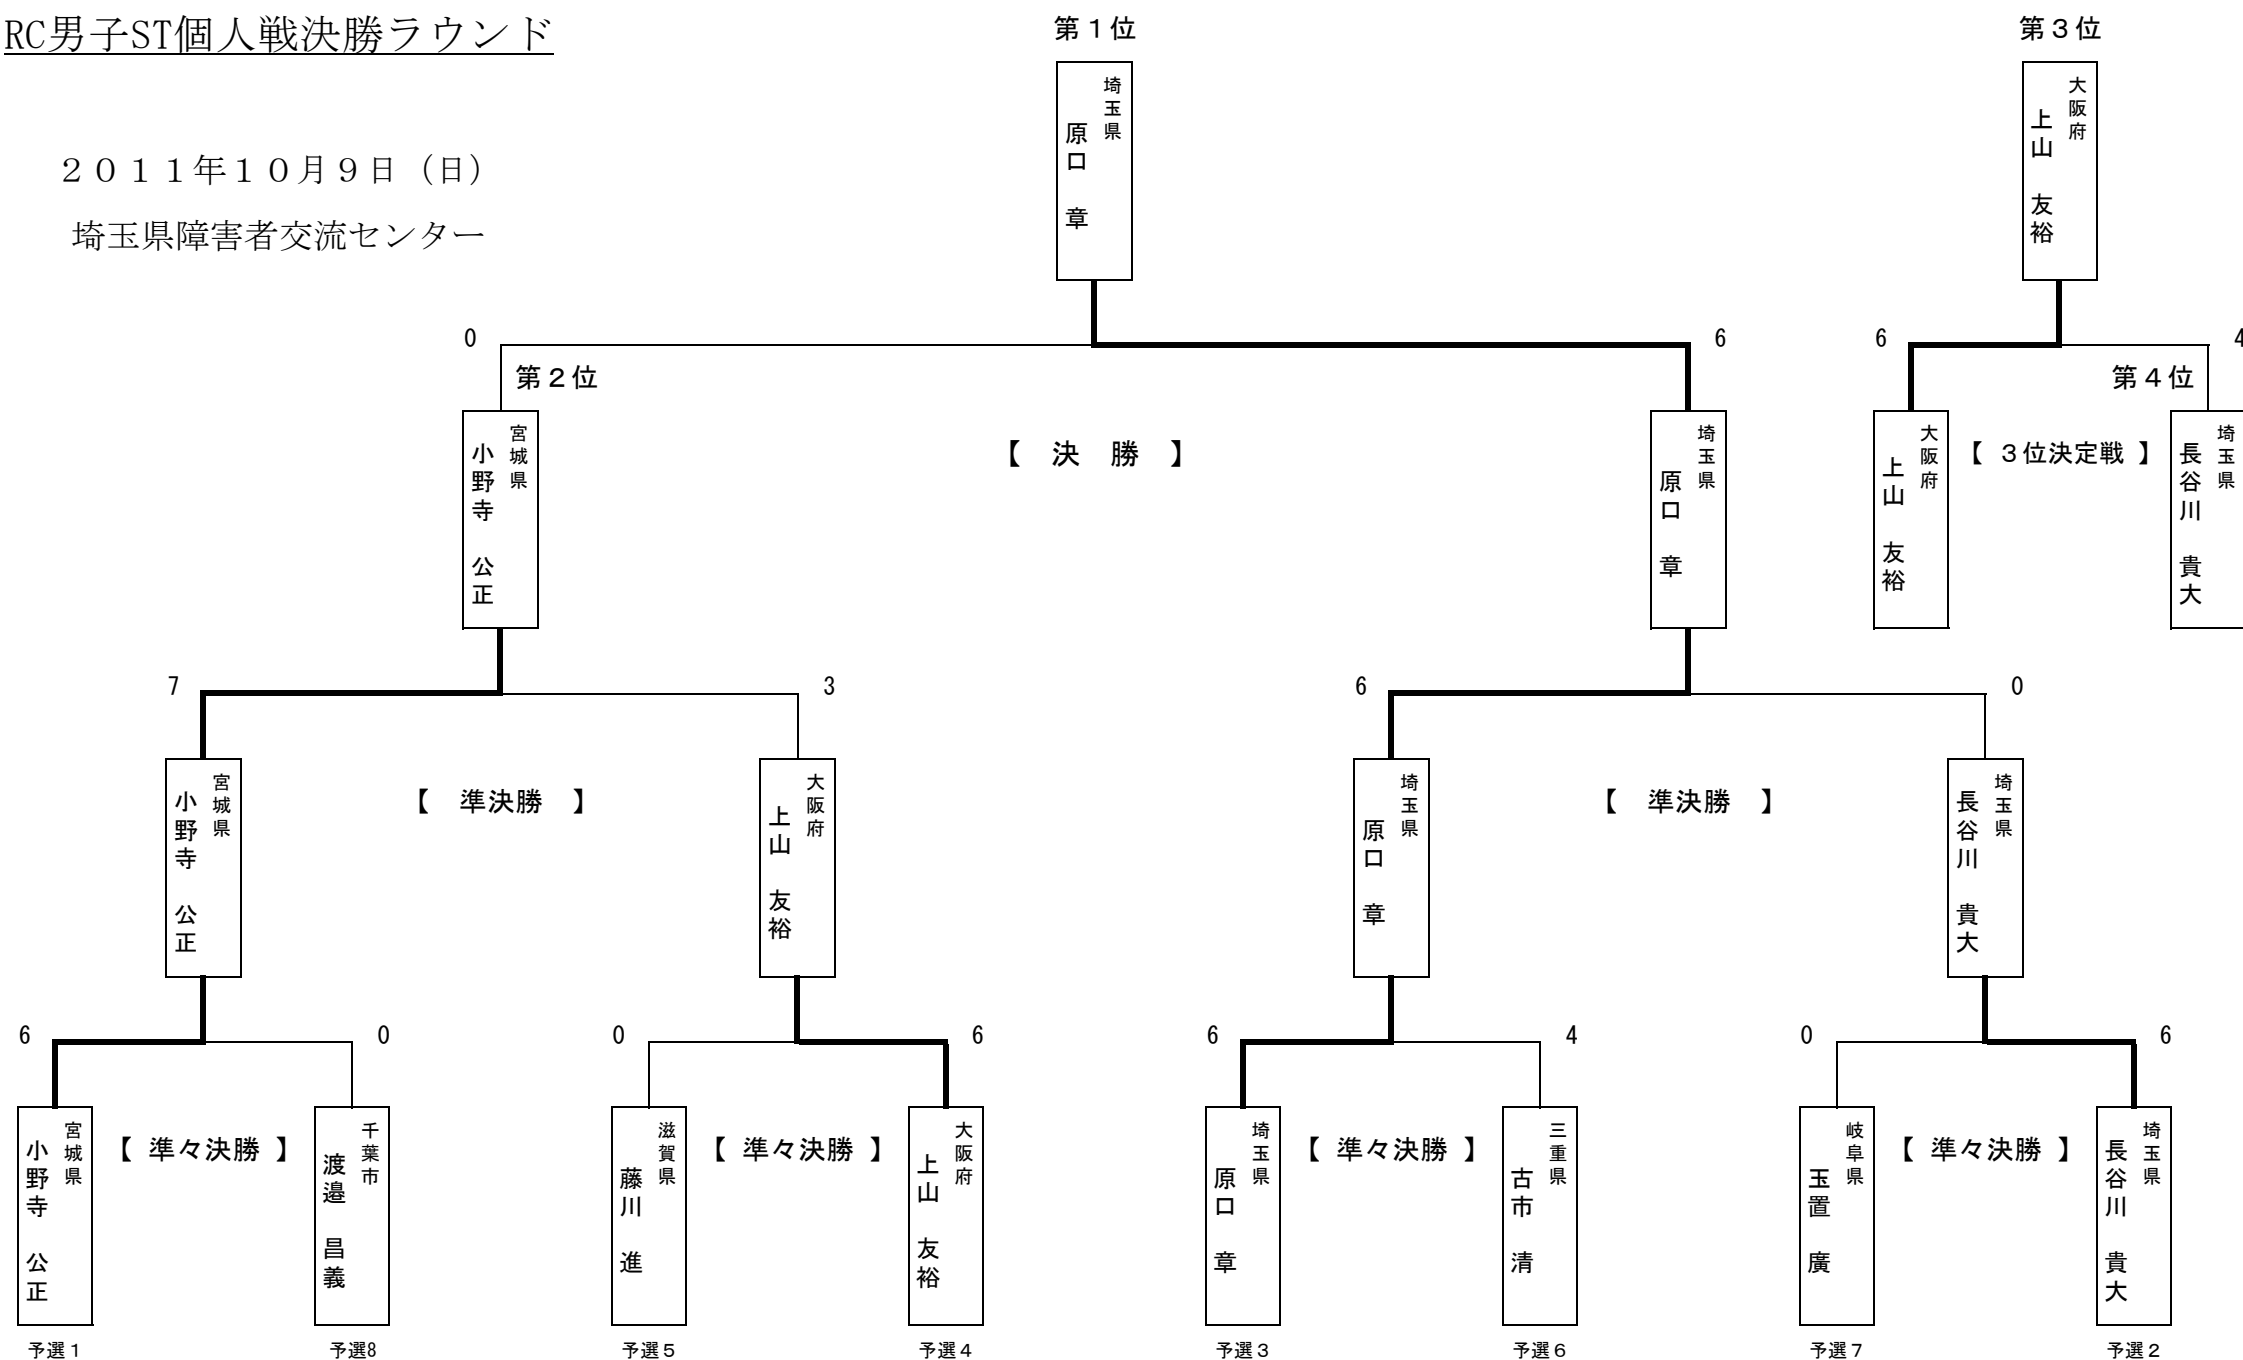 RC男子ST個人戦決勝ラウンド
２０１１年１０月９日（日）
埼玉県障害者交流センター
第１位
埼玉県
原口　章
第３位
大阪府
上山　友裕
0
6
6
4
第２位
第４位
宮城県
小野寺　公正
【　決　勝　】
埼玉県
原口　章
大阪府
上山　友裕
【　３位決定戦　】
埼玉県
長谷川　貴大
7
3
6
0
宮城県
小野寺　公正
【　準決勝　】
大阪府
上山　友裕
埼玉県
原口　章
【　準決勝　】
埼玉県
長谷川　貴大
6
0
0
6
6
4
0
6
宮城県
小野寺　公正
【　準々決勝　】
千葉市
渡邉　昌義
滋賀県
藤川　進
【　準々決勝　】
大阪府
上山　友裕
埼玉県
原口　章
【　準々決勝　】
三重県
古市　清
岐阜県
玉置　廣
【　準々決勝　】
埼玉県
長谷川　貴大
予選１
予選8
予選５
予選４
予選３
予選６
予選７
予選２